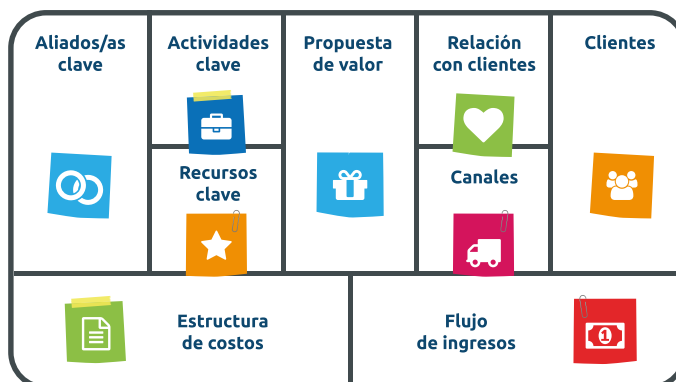 Aliados/as
clave
Actividades
clave
Recursos
clave
Propuesta
de valor
Relación
con clientes
Canales
Clientes
Estructura
de costos
Flujo
de ingresos
1